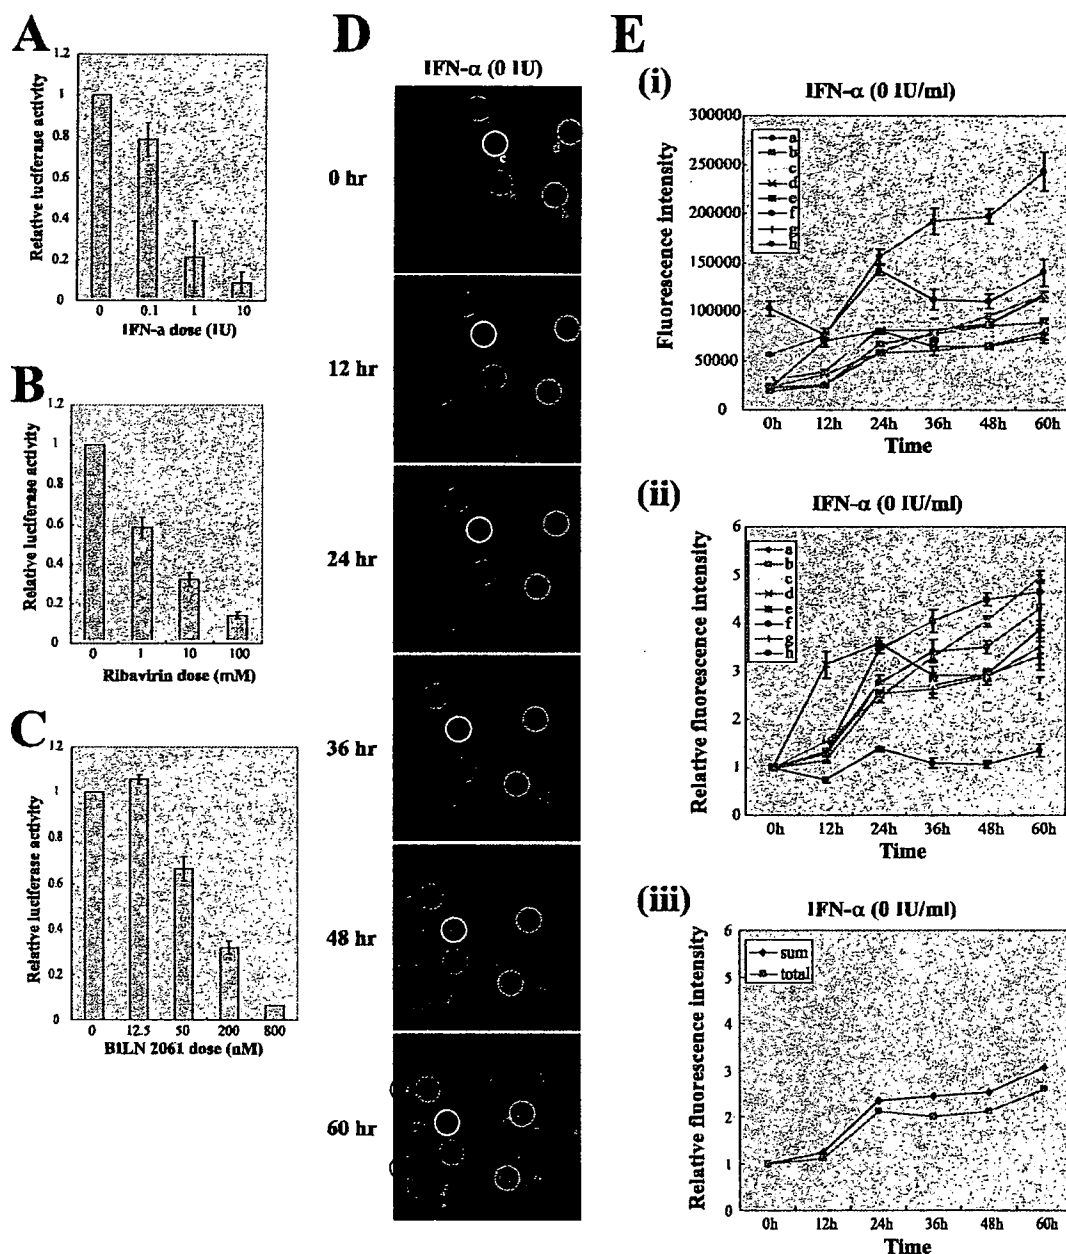 A
1.2
1
0.8
0.6
0.4
0.2
0
Relative luciferase activity
0 0.1 1 10
IFN-a dose (IU)
B
1.2
1
0.8
0.6
0.4
0.2
0
Relative luciferase activity
0 1 10 100
Ribavirin dose (mM)
C
1.2
1
0.8
0.6
0.4
0.2
0
Relative luciferase activity
0 12.5 50 200 800
BILN 2061 dose (nM)
D
IFN-α (0 IU)
0 hr
12 hr
24 hr
36 hr
48 hr
60 hr
E
(i)
IFN-α (0 IU/ml)
300000
250000
200000
150000
100000
50000
0
Fluorescence intensity
a
b
c
d
e
f
g
h
0h 12h 24h 36h 48h 60h
Time
(ii)
IFN-α (0 IU/ml)
6
5
4
3
2
1
0
Relative fluorescence intensity
a
b
c
d
e
f
g
h
0h 12h 24h 36h 48h 60h
Time
(iii)
IFN-α (0 IU/ml)
6
5
4
3
2
1
0
Relative fluorescence intensity
sum
total
0h 12h 24h 36h 48h 60h
Time